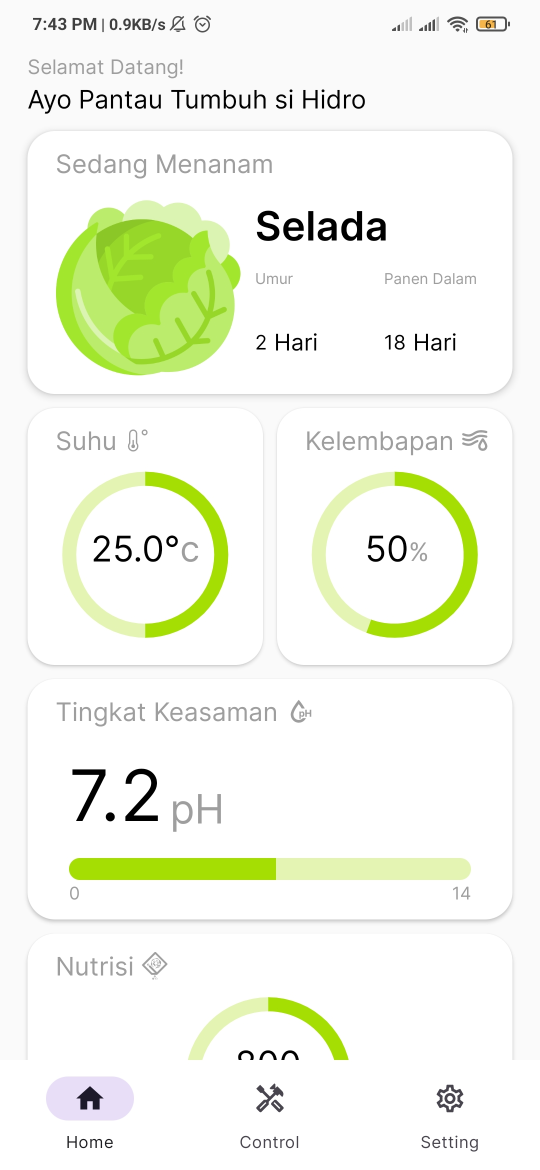 7:43 PM | 0.9KB/s
61
Selamat Datang!
Ayo Pantau Tumbuh si Hidro
Sedang Menanam
Selada
Umur Panen Dalam
2 Hari 18 Hari
Suhu Kelembapan
25.0°C 50%
Tingkat Keasaman pH
7.2 pH
0 14
Nutrisi
800
Home Control Setting